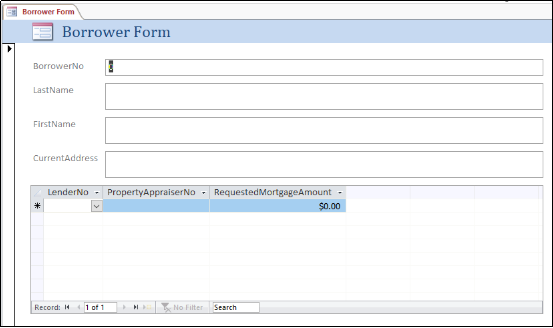 Borrower Form
Borrower Form
BorrowerNo
0
LastName
FirstName
CurrentAddress
LenderNo PropertyAppraiserNo RequestedMortgageAmount
$0.00
Record: 1 of 1 No Filter Search